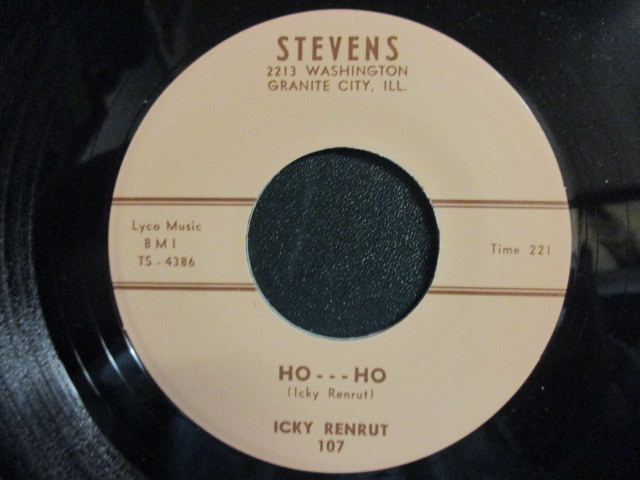 STEVENS
2213 WASHINGTON
GRANITE CITY, ILL.
Lyco Music
BMI
TS-4386
Time 221
HO---HO
(Icky Renrut)
ICKY RENRUT
107